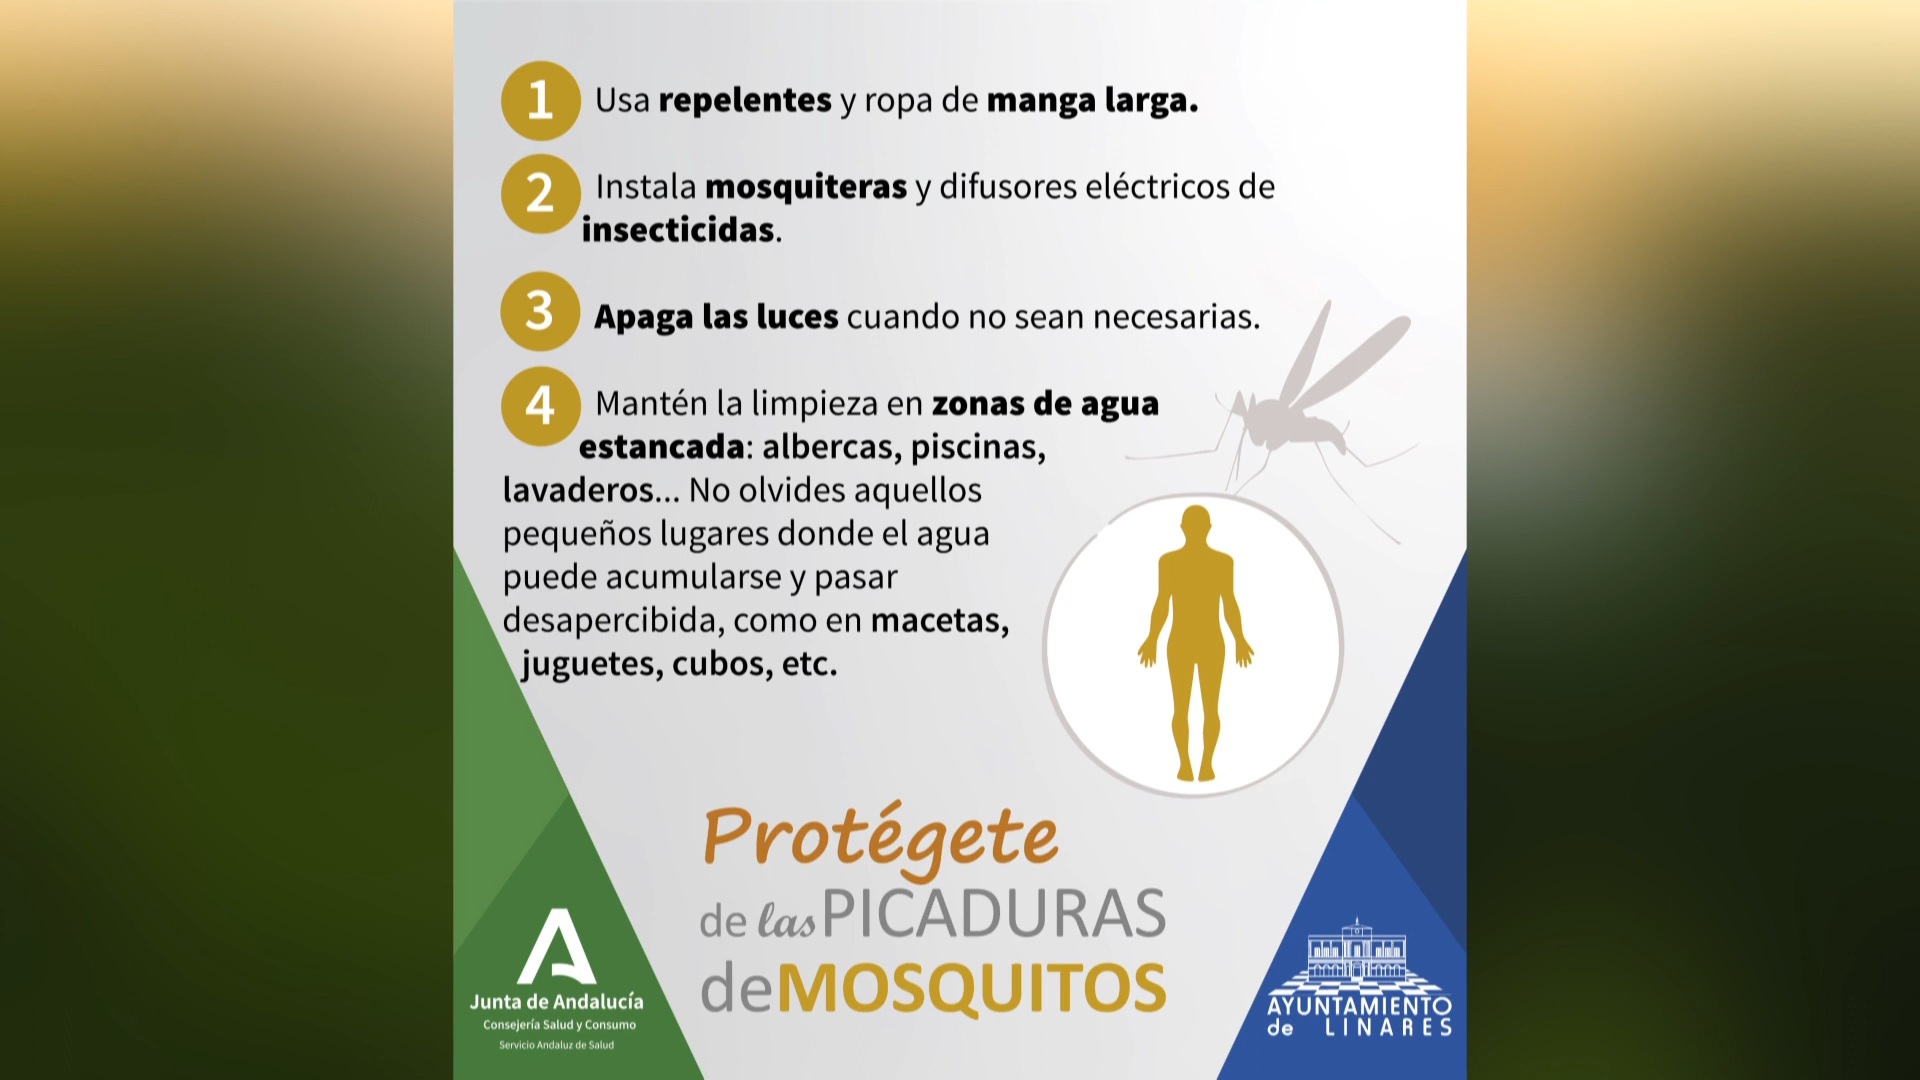 1 Usa repelentes y ropa de manga larga.
2 Instala mosquiteras y difusores eléctricos de
insecticidas.
3 Apaga las luces cuando no sean necesarias.
4 Mantén la limpieza en zonas de agua
estancada: albercas, piscinas,
lavaderos... No olvides aquellos
pequeños lugares donde el agua
puede acumularse y pasar
desapercibida, como en macetas,
juguetes, cubos, etc.
Protégete
de las PICADURAS
de MOSQUITOS
Junta de Andalucía
Consejería Salud y Consumo
Servicio Andaluz de Salud
AYUNTAMIENTO
de LINARES